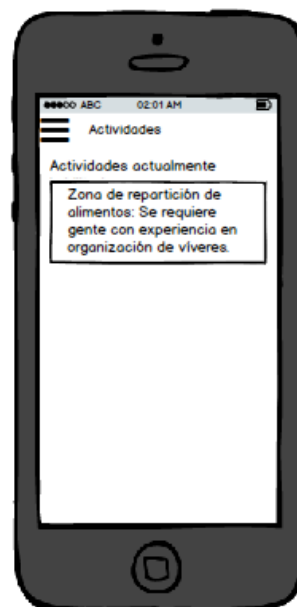 ABC 02:01 AM
Actividades
Actividades actualmente
Zona de repartición de
alimentos: Se requiere
gente con experiencia en
organización de víveres.